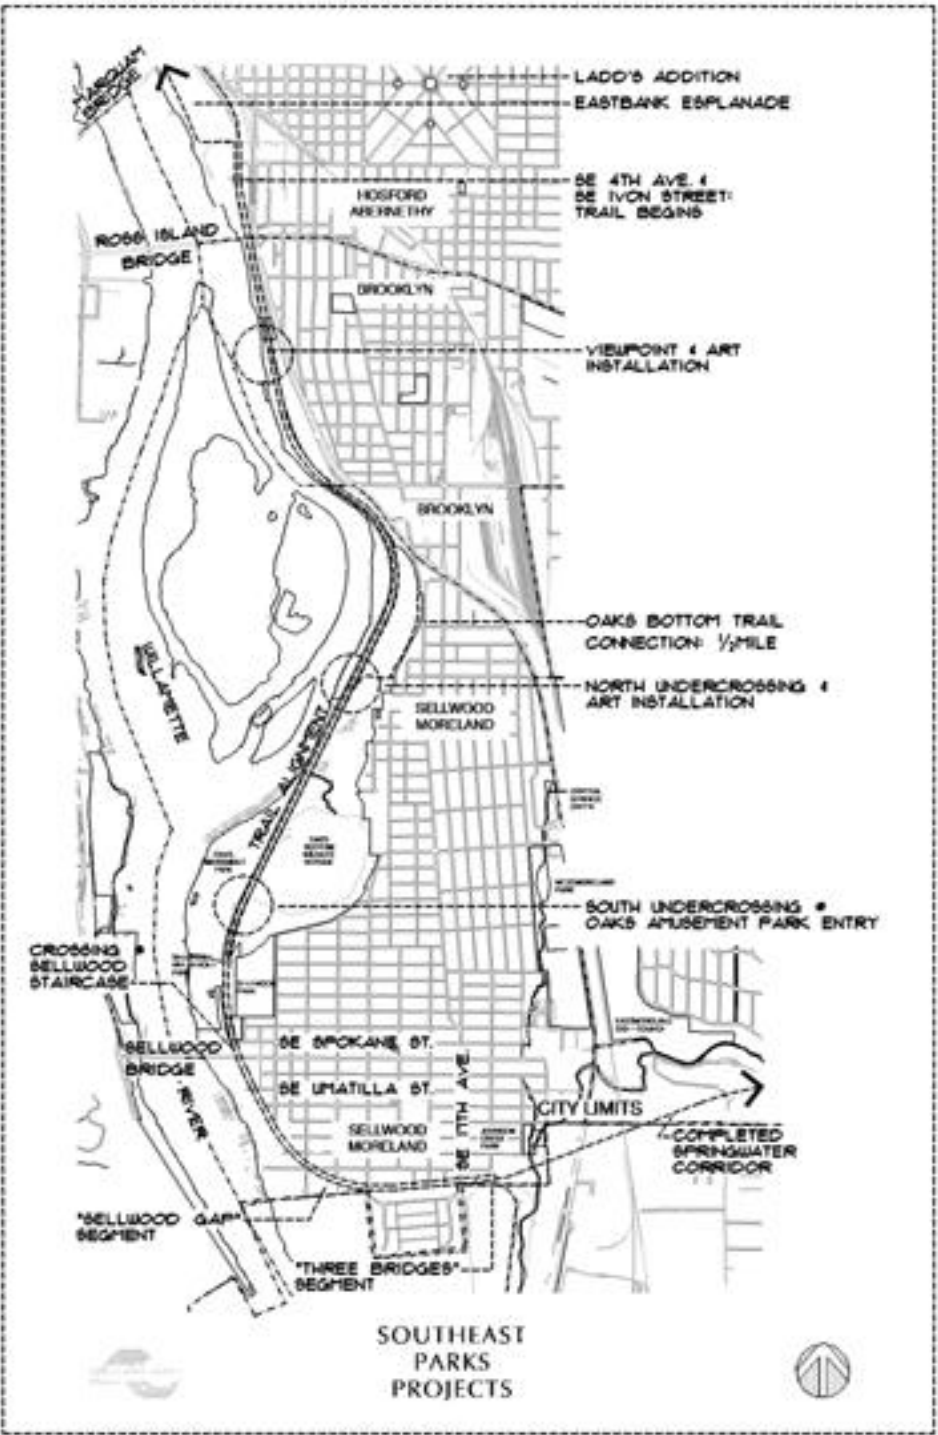 MARQUAM
BRIDGE
LADD'S ADDITION
EASTBANK ESPLANADE
SE 4TH AVE. &
SE IVON STREET:
TRAIL BEGINS
HOSFORD
ABERNETHY
ROSS ISLAND
BRIDGE
BROOKLYN
VIEWPOINT & ART
INSTALLATION
BROOKLYN
OAKS BOTTOM TRAIL
CONNECTION: ½ MILE
WILLAMETTE
NORTH UNDERCROSSING &
ART INSTALLATION
SELLWOOD
MORELAND
TRAIL ALIGNMENT
SOUTH UNDERCROSSING @
OAKS AMUSEMENT PARK ENTRY
CROSSING @
SELLWOOD
STAIRCASE
SELLWOOD
BRIDGE
RIVER
SE SPOKANE ST.
SE UMATILLA ST.
SE 17TH AVE.
CITY LIMITS
SELLWOOD
MORELAND
COMPLETED
SPRINGWATER
CORRIDOR
"SELLWOOD GAP"
SEGMENT
"THREE BRIDGES"
SEGMENT
SOUTHEAST
PARKS
PROJECTS